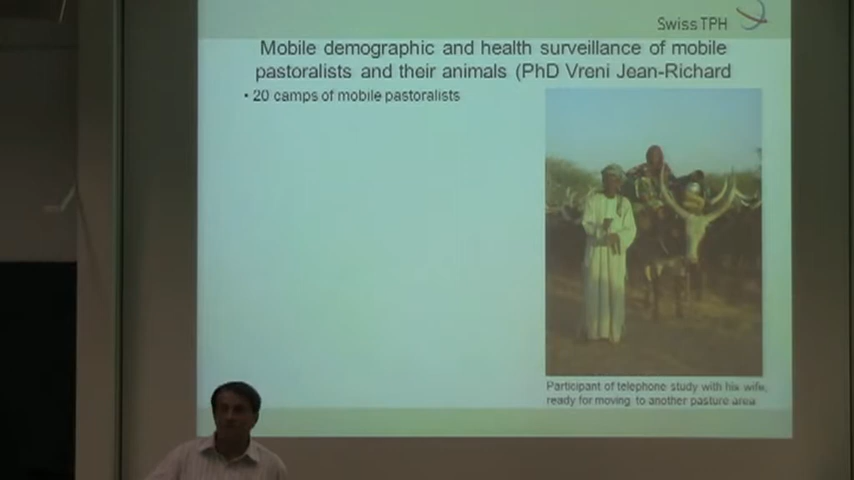 Swiss TPH
Mobile demographic and health surveillance of mobile
pastoralists and their animals (PhD Vreni Jean-Richard
• 20 camps of mobile pastoralists
Participant of telephone study with his wife,
ready for moving to another pasture area